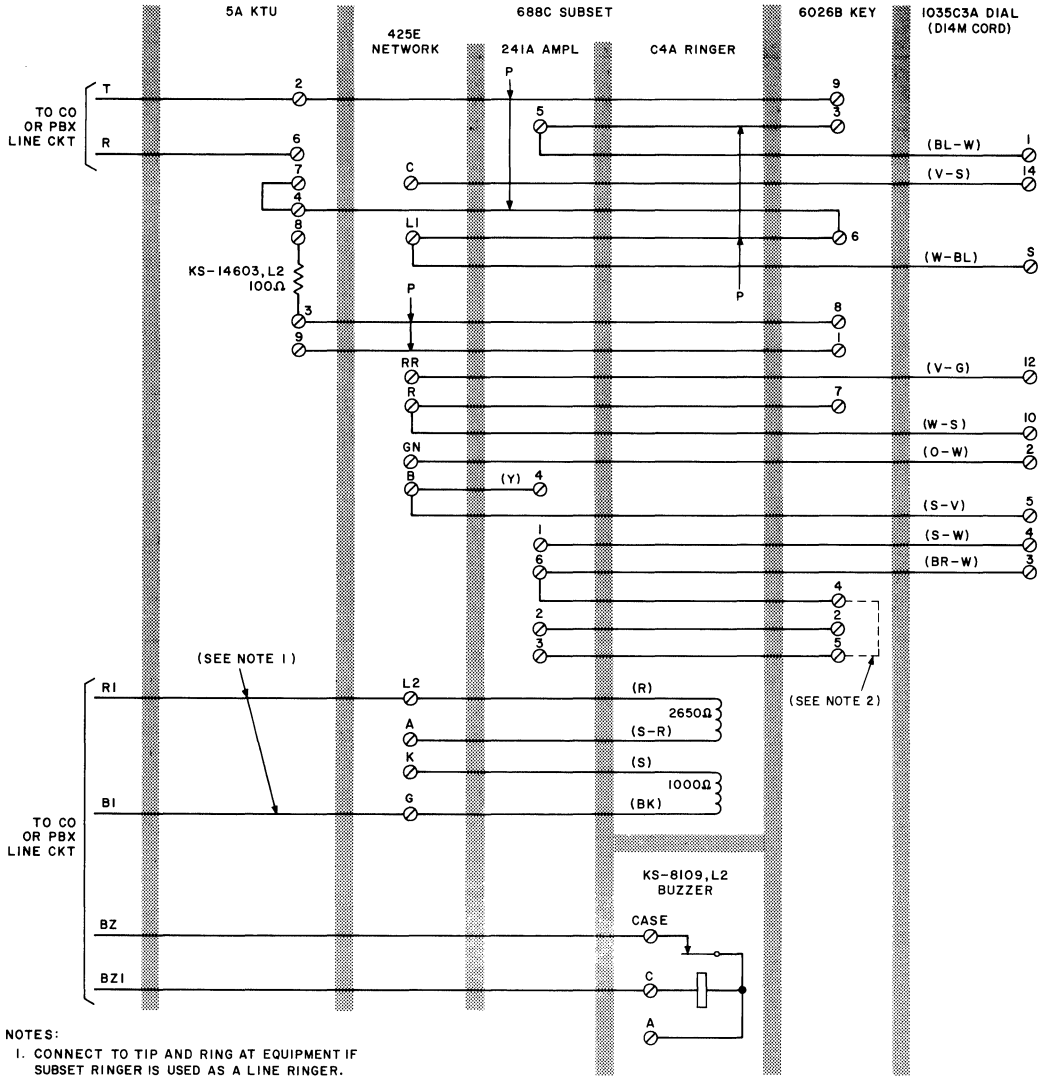 5A KTU
688C SUBSET
6026B KEY
1035C3A DIAL
(D14M CORD)
425E
NETWORK
241A AMPL
C4A RINGER
P
T
2
9
TO CO
OR PBX
LINE CKT
5
3
R
6
(BL-W)
1
7
C
(V-S)
14
4
8
L1
6
(W-BL)
S
KS-14603,L2
100Ω
P
P
3
8
9
1
RR
(V-G)
12
R
7
(W-S)
10
GN
(O-W)
2
B
(Y)
4
(S-V)
5
1
(S-W)
4
6
(BR-W)
3
4
2
2
3
5
(SEE NOTE 1)
(SEE NOTE 2)
R1
L2
(R)
2650Ω
A
(S-R)
K
(S)
1000Ω
B1
G
(BK)
TO CO
OR PBX
LINE CKT
KS-8109,L2
BUZZER
BZ
CASE
BZ1
C
A
NOTES:
1. CONNECT TO TIP AND RING AT EQUIPMENT IF
SUBSET RINGER IS USED AS A LINE RINGER.